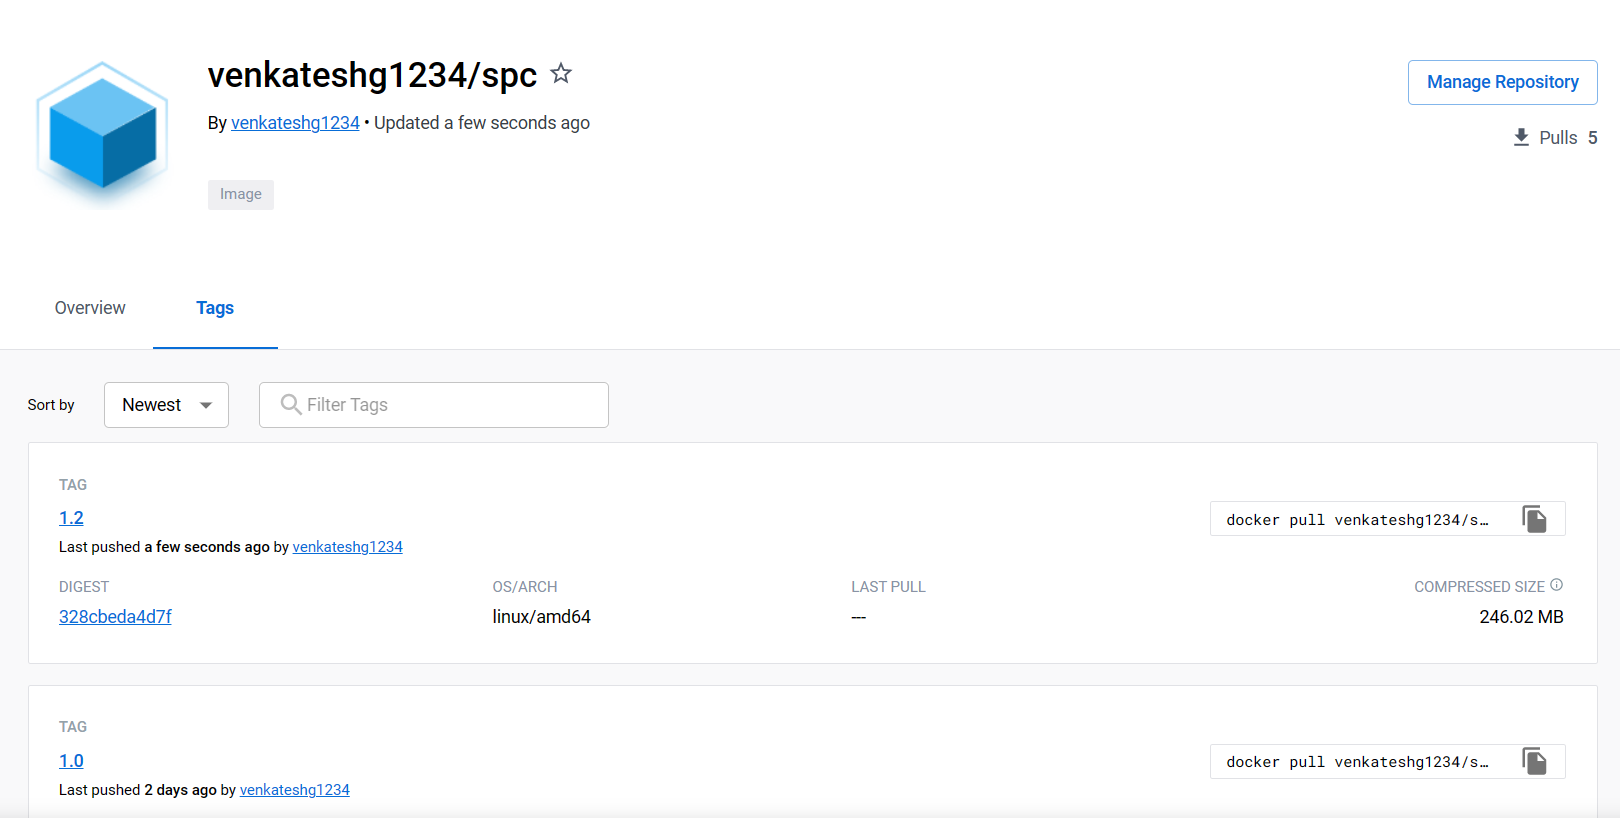 venkateshg1234/spc
By venkateshg1234 • Updated a few seconds ago
Manage Repository
Pulls 5
Image
Overview
Tags
Sort by
Newest
Filter Tags
TAG
1.2
docker pull venkateshg1234/s…
Last pushed a few seconds ago by venkateshg1234
DIGEST OS/ARCH LAST PULL COMPRESSED SIZE
328cbeda4d7f linux/amd64 --- 246.02 MB
TAG
1.0
docker pull venkateshg1234/s…
Last pushed 2 days ago by venkateshg1234